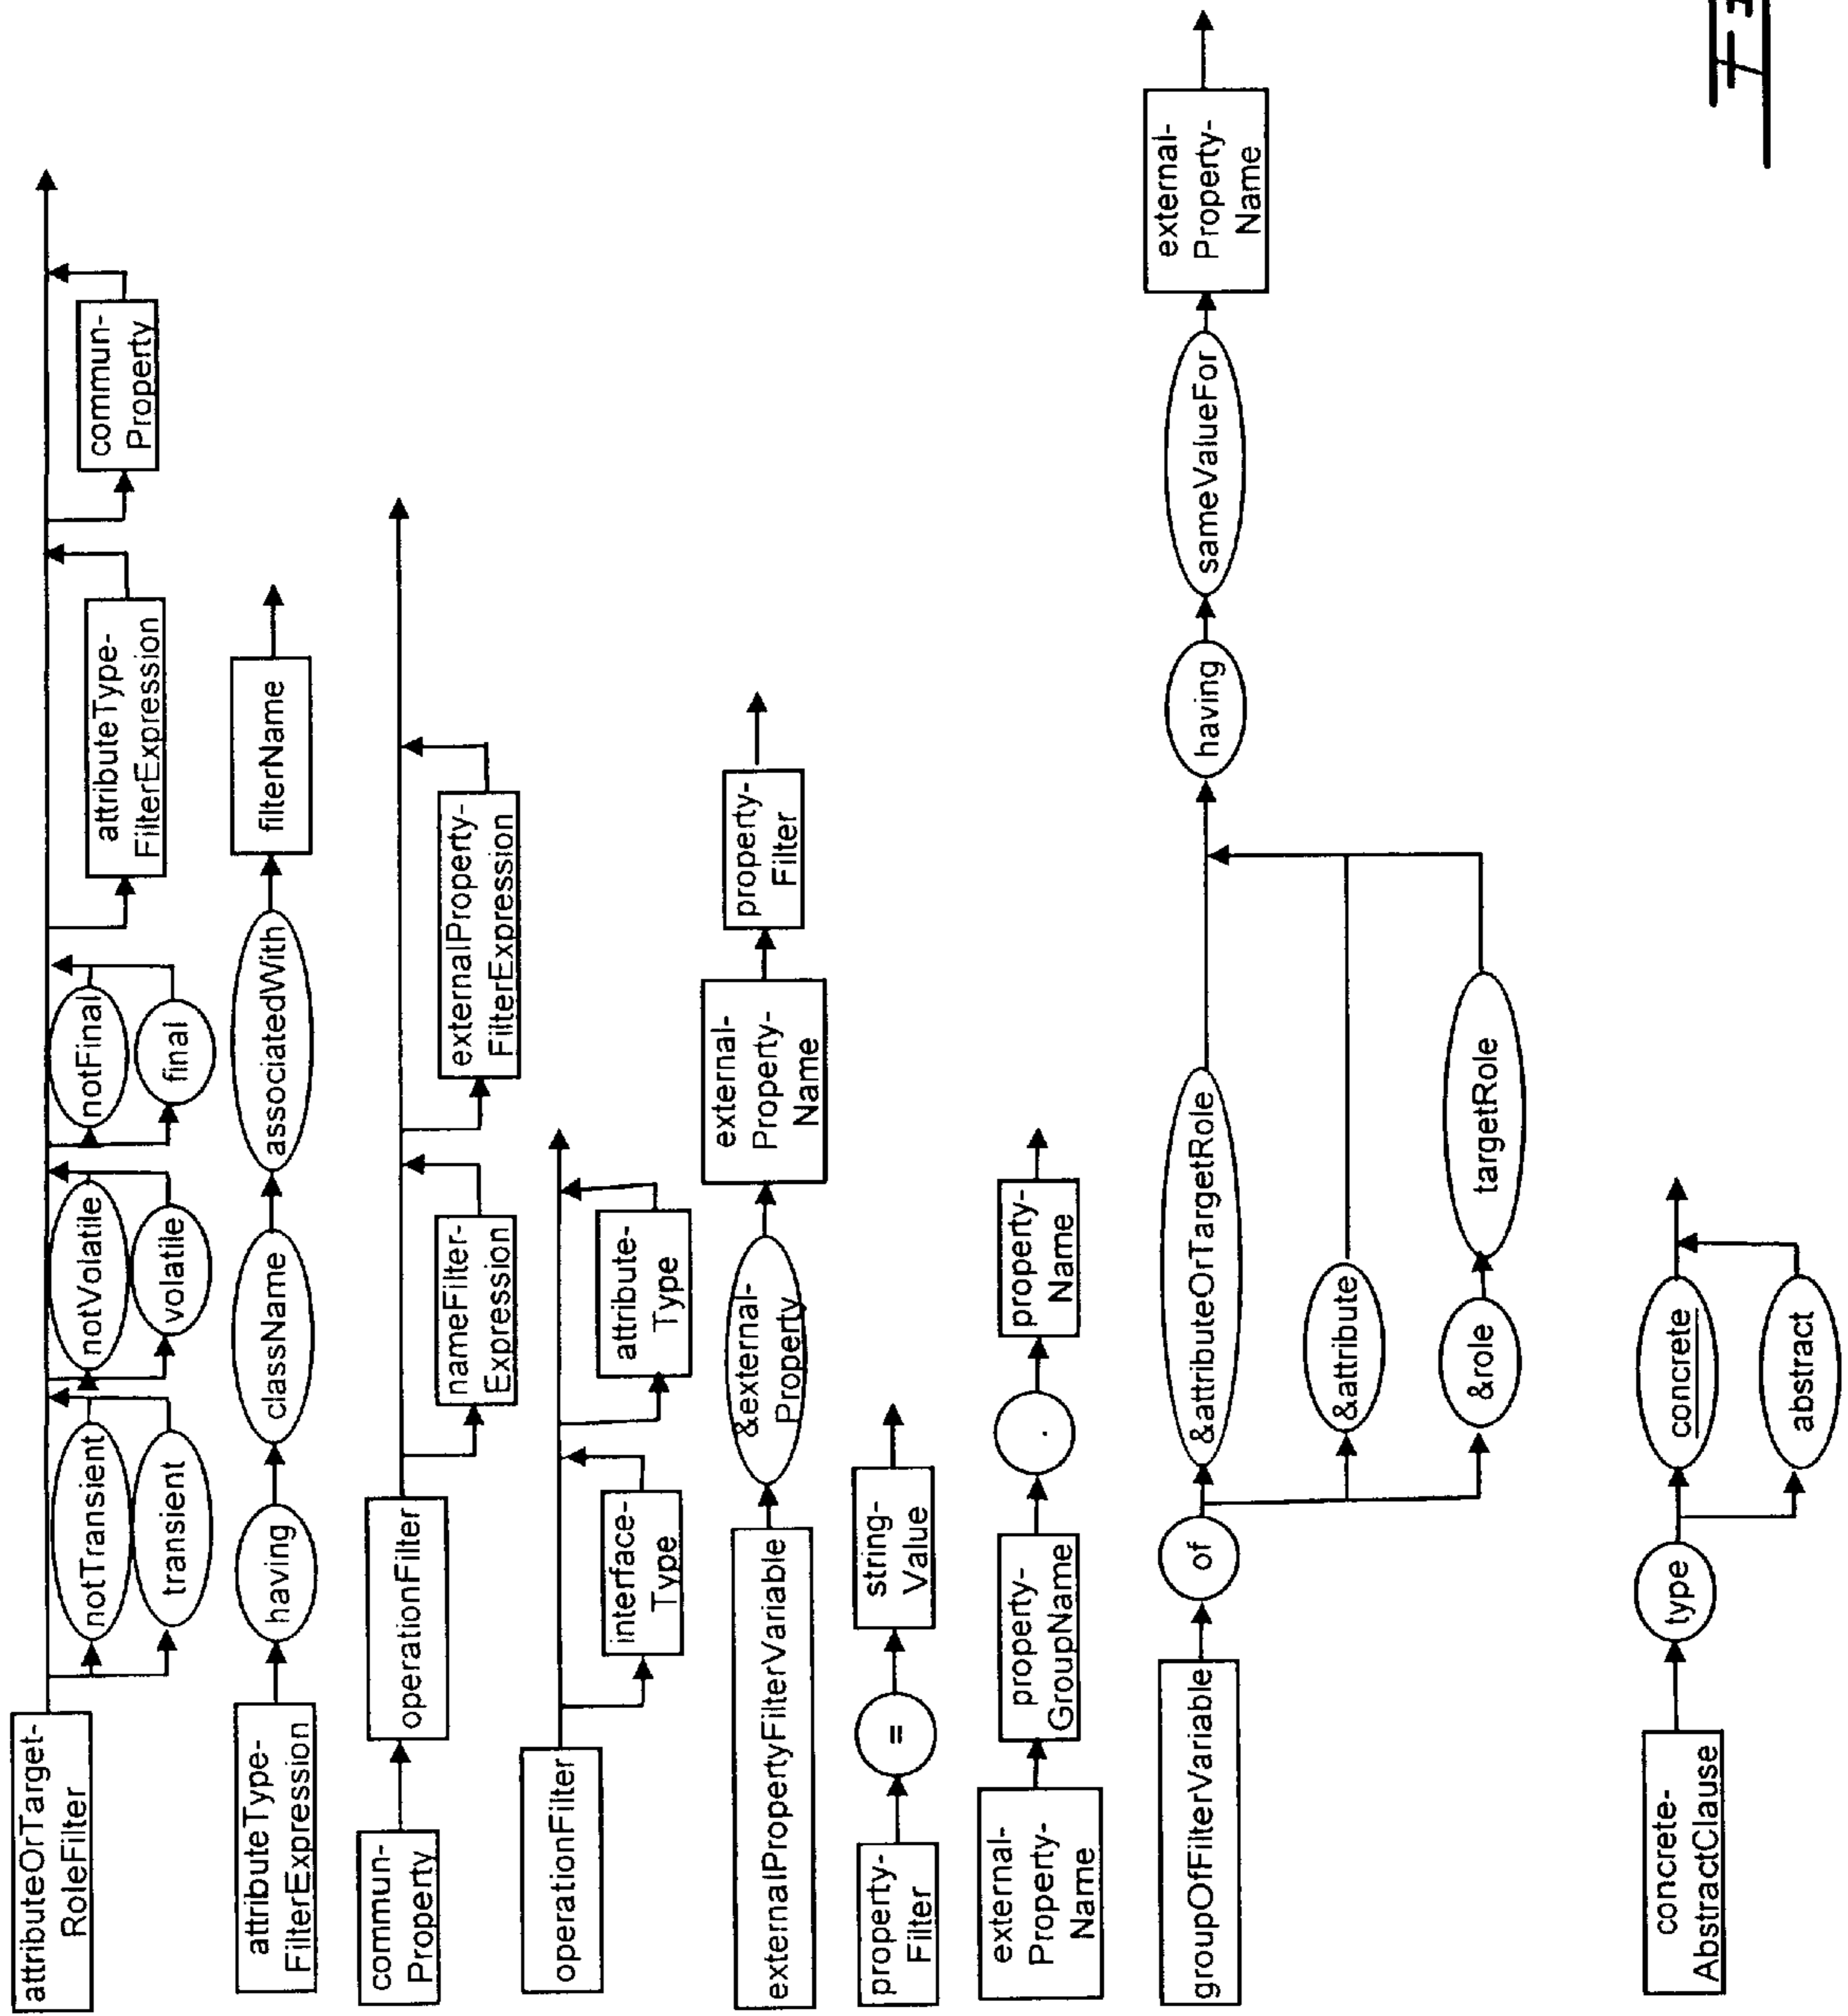 attributeOrTarget-
RoleFilter
notTransient
transient
notVolatile
volatile
notFinal
final
attributeType-
FilterExpression
commun-
Property
attributeType-
FilterExpression
having
className
associatedWith
filterName
commun-
Property
operationFilter
nameFilter-
Expression
externalProperty-
FilterExpression
operationFilter
interface-
Type
attribute-
Type
externalPropertyFilterVariable
&external-
Property
external-
Property-
Name
property-
Filter
property-
Filter
=
string-
Value
external-
Property-
Name
property-
GroupName
.
property-
Name
groupOfFilterVariable
of
&attributeOrTargetRole
&attribute
&role
targetRole
having
sameValueFor
external-
Property-
Name
concrete-
AbstractClause
type
concrete
abstract